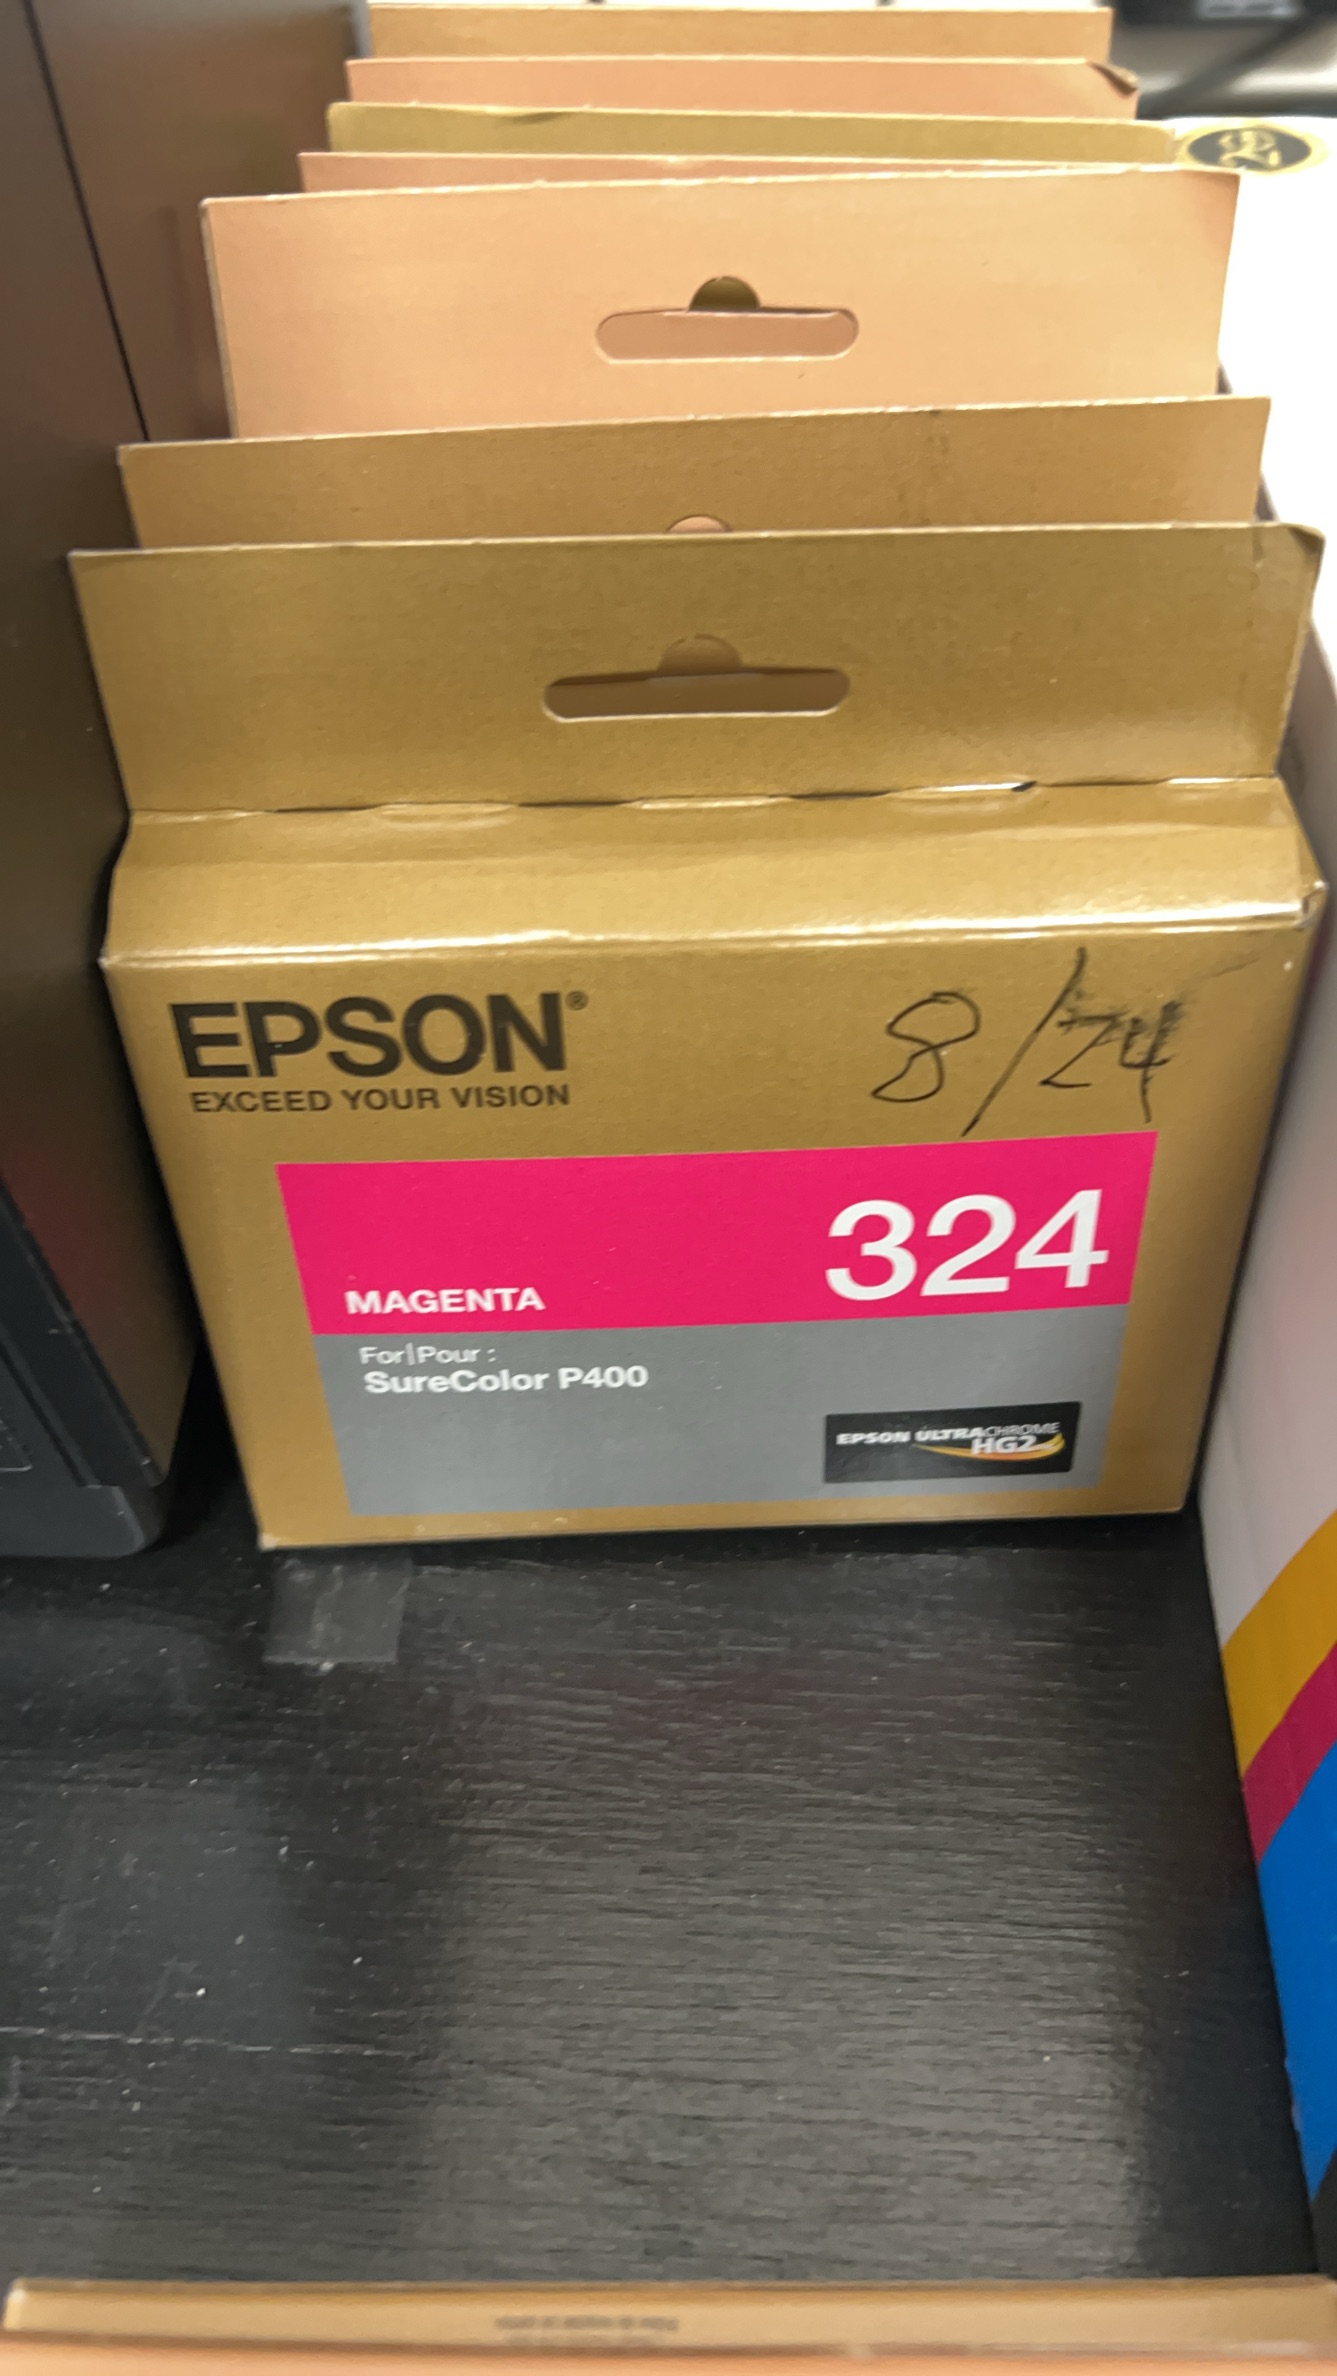 EPSON®
EXCEED YOUR VISION
8/24
324
MAGENTA
For|Pour :
SureColor P400
EPSON ULTRACHROME
HG2